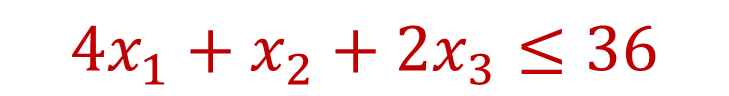 4x₁ + x₂ + 2x₃ ≤ 36